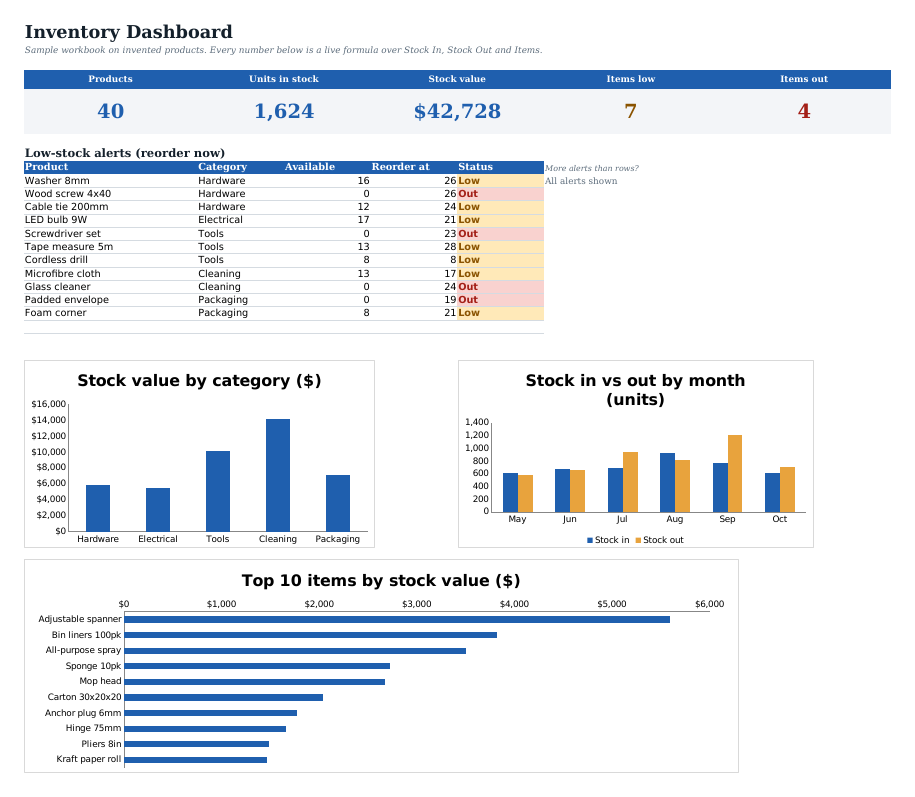 Inventory Dashboard
Sample workbook on invented products. Every number below is a live formula over Stock In, Stock Out and Items.
Products Units in stock Stock value Items low Items out
40 1,624 $42,728 7 4
Low-stock alerts (reorder now)
Product Category Available Reorder at Status More alerts than rows?
Washer 8mm Hardware 16 26 Low All alerts shown
Wood screw 4x40 Hardware 0 26 Out
Cable tie 200mm Hardware 12 24 Low
LED bulb 9W Electrical 17 21 Low
Screwdriver set Tools 0 23 Out
Tape measure 5m Tools 13 28 Low
Cordless drill Tools 8 8 Low
Microfibre cloth Cleaning 13 17 Low
Glass cleaner Cleaning 0 24 Out
Padded envelope Packaging 0 19 Out
Foam corner Packaging 8 21 Low
Stock value by category ($)
$16,000
$14,000
$12,000
$10,000
$8,000
$6,000
$4,000
$2,000
$0
Hardware Electrical Tools Cleaning Packaging
Stock in vs out by month
(units)
1,400
1,200
1,000
800
600
400
200
0
May Jun Jul Aug Sep Oct
Stock in Stock out
Top 10 items by stock value ($)
$0 $1,000 $2,000 $3,000 $4,000 $5,000 $6,000
Adjustable spanner
Bin liners 100pk
All-purpose spray
Sponge 10pk
Mop head
Carton 30x20x20
Anchor plug 6mm
Hinge 75mm
Pliers 8in
Kraft paper roll